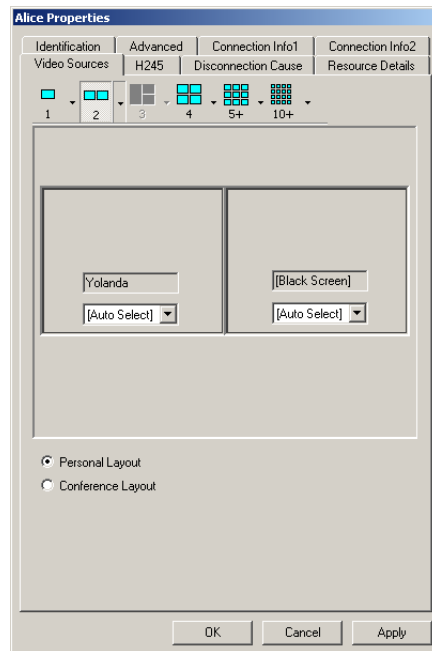 Alice Properties
Identification Advanced Connection Info1 Connection Info2
Video Sources H245 Disconnection Cause Resource Details
1 2 3 4 5+ 10+
Yolanda [Black Screen]
[Auto Select] [Auto Select]
Personal Layout
Conference Layout
OK Cancel Apply